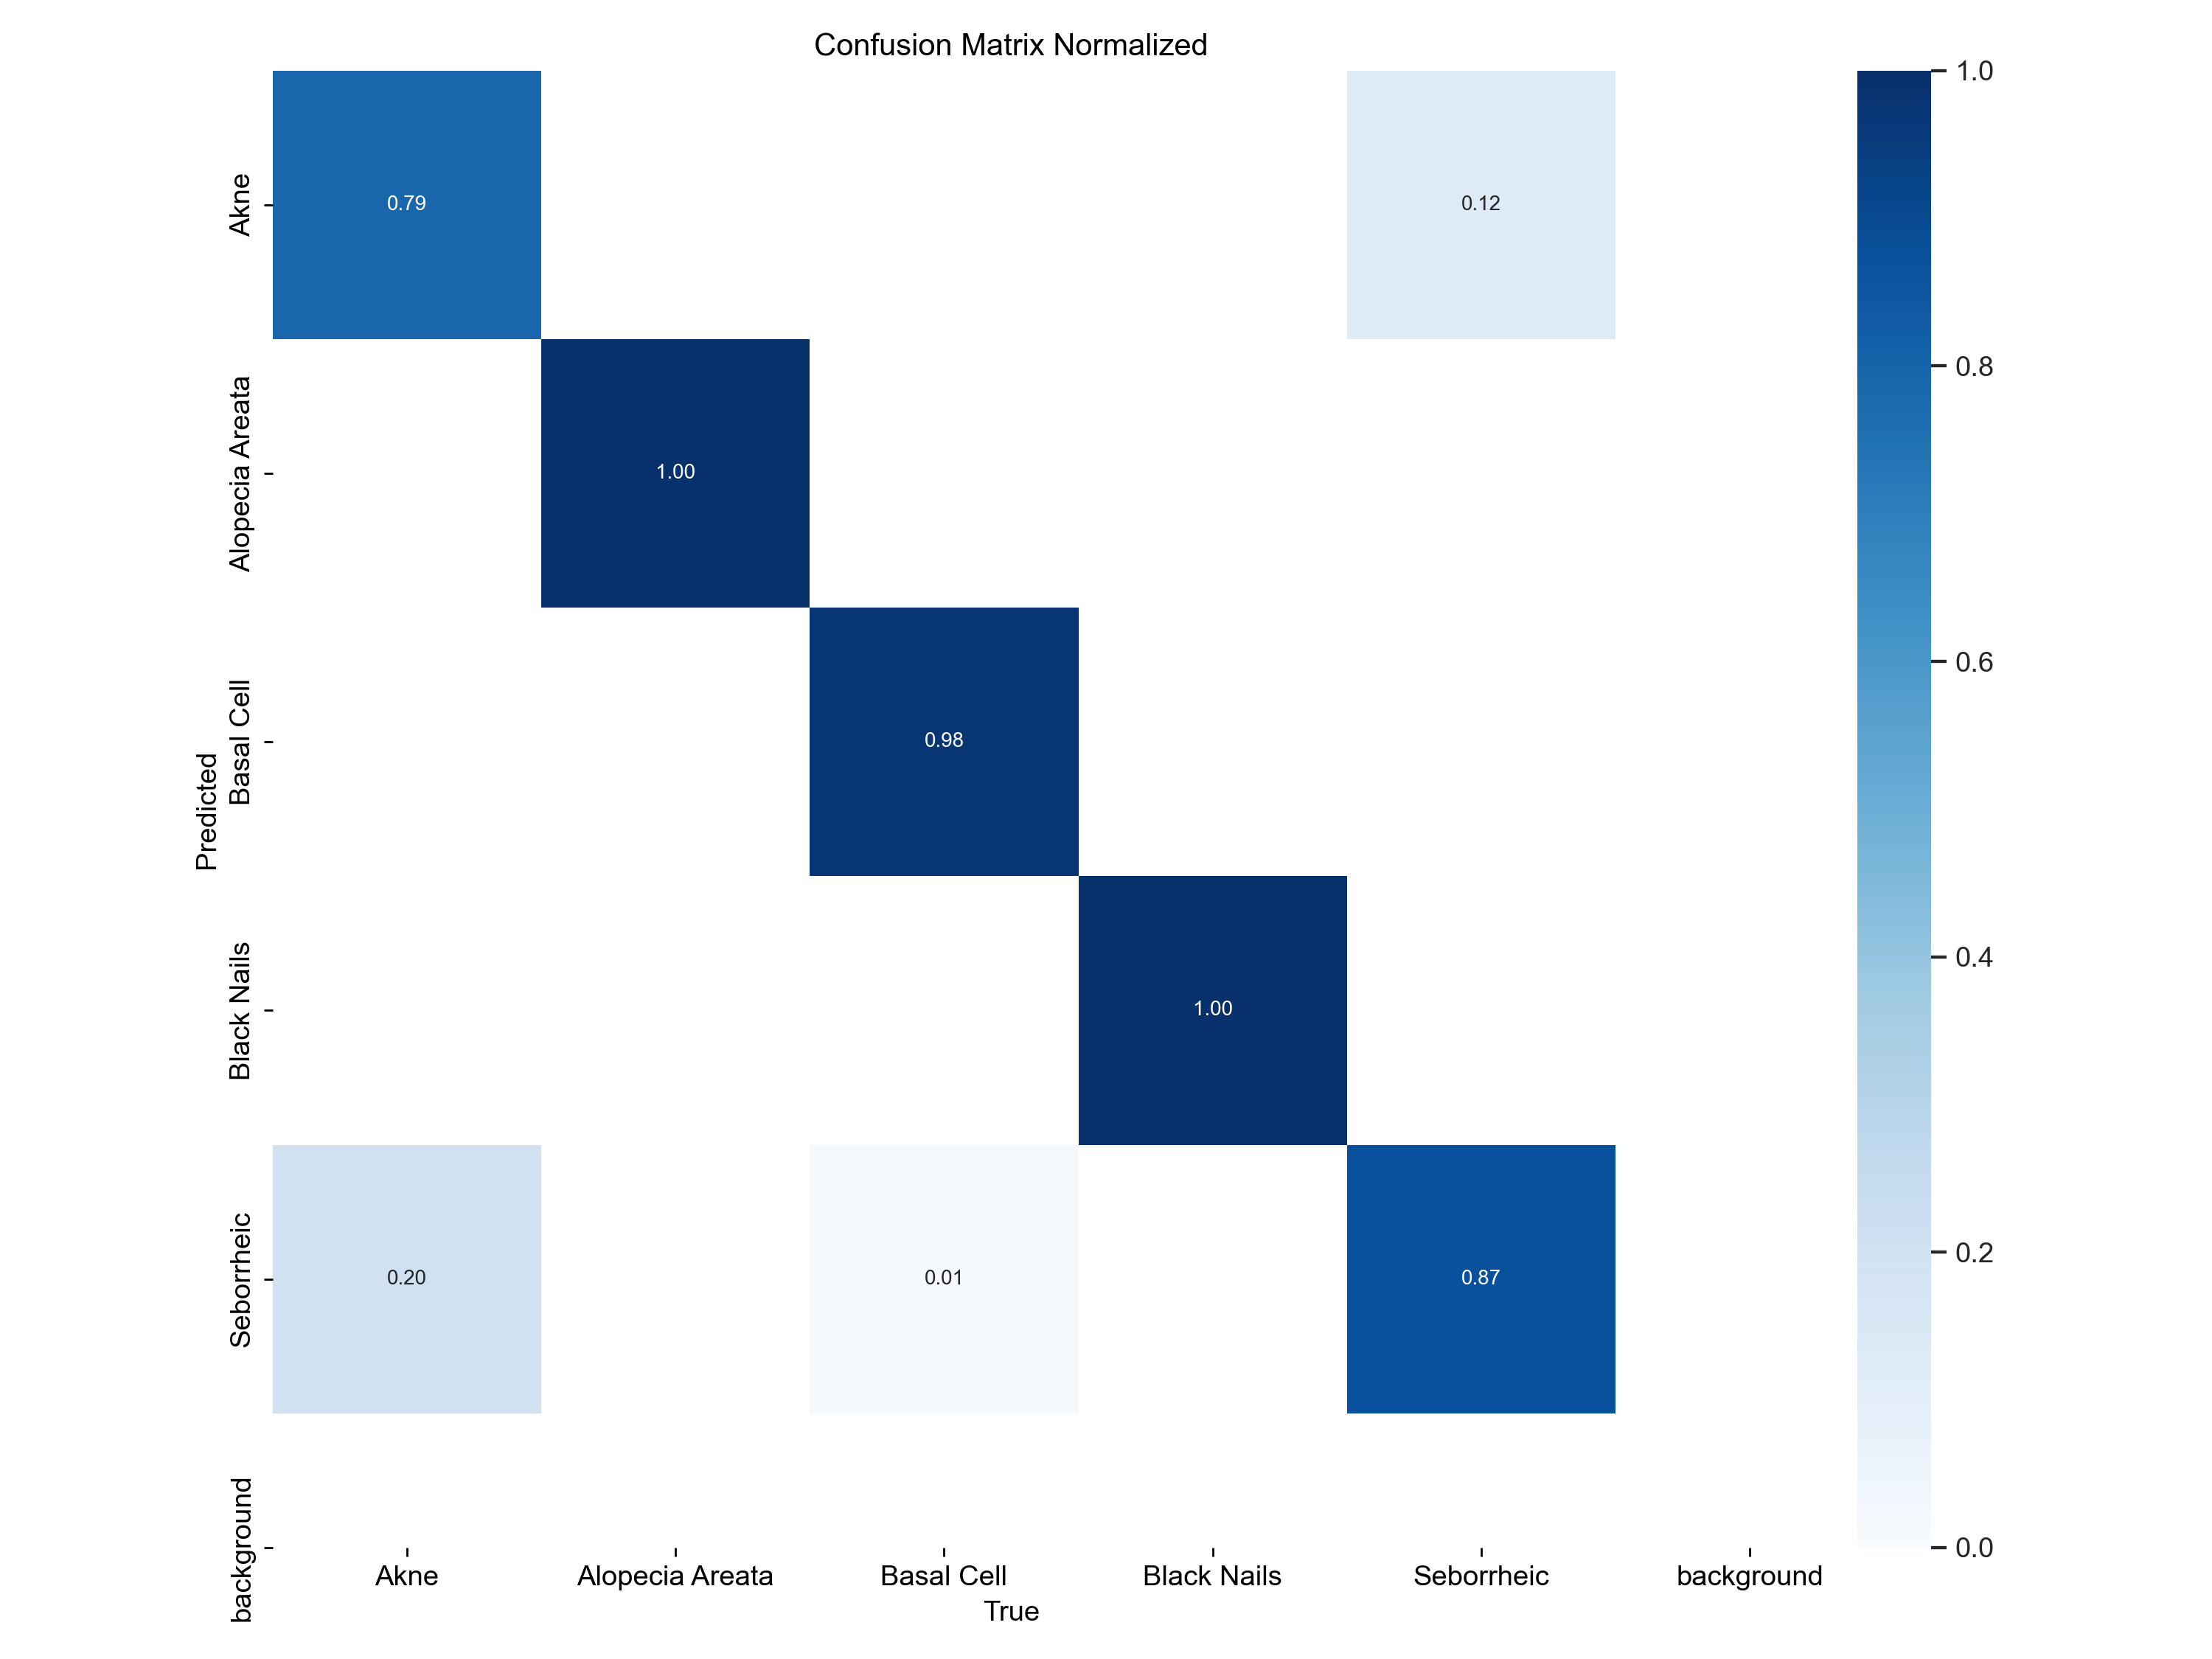 Confusion Matrix Normalized
Akne
Alopecia Areata
Basal Cell
Black Nails
Seborrheic
background
Predicted
0.79
0.12
1.00
0.98
1.00
0.20
0.01
0.87
Akne
Alopecia Areata
Basal Cell
Black Nails
Seborrheic
background
True
1.0
0.8
0.6
0.4
0.2
0.0